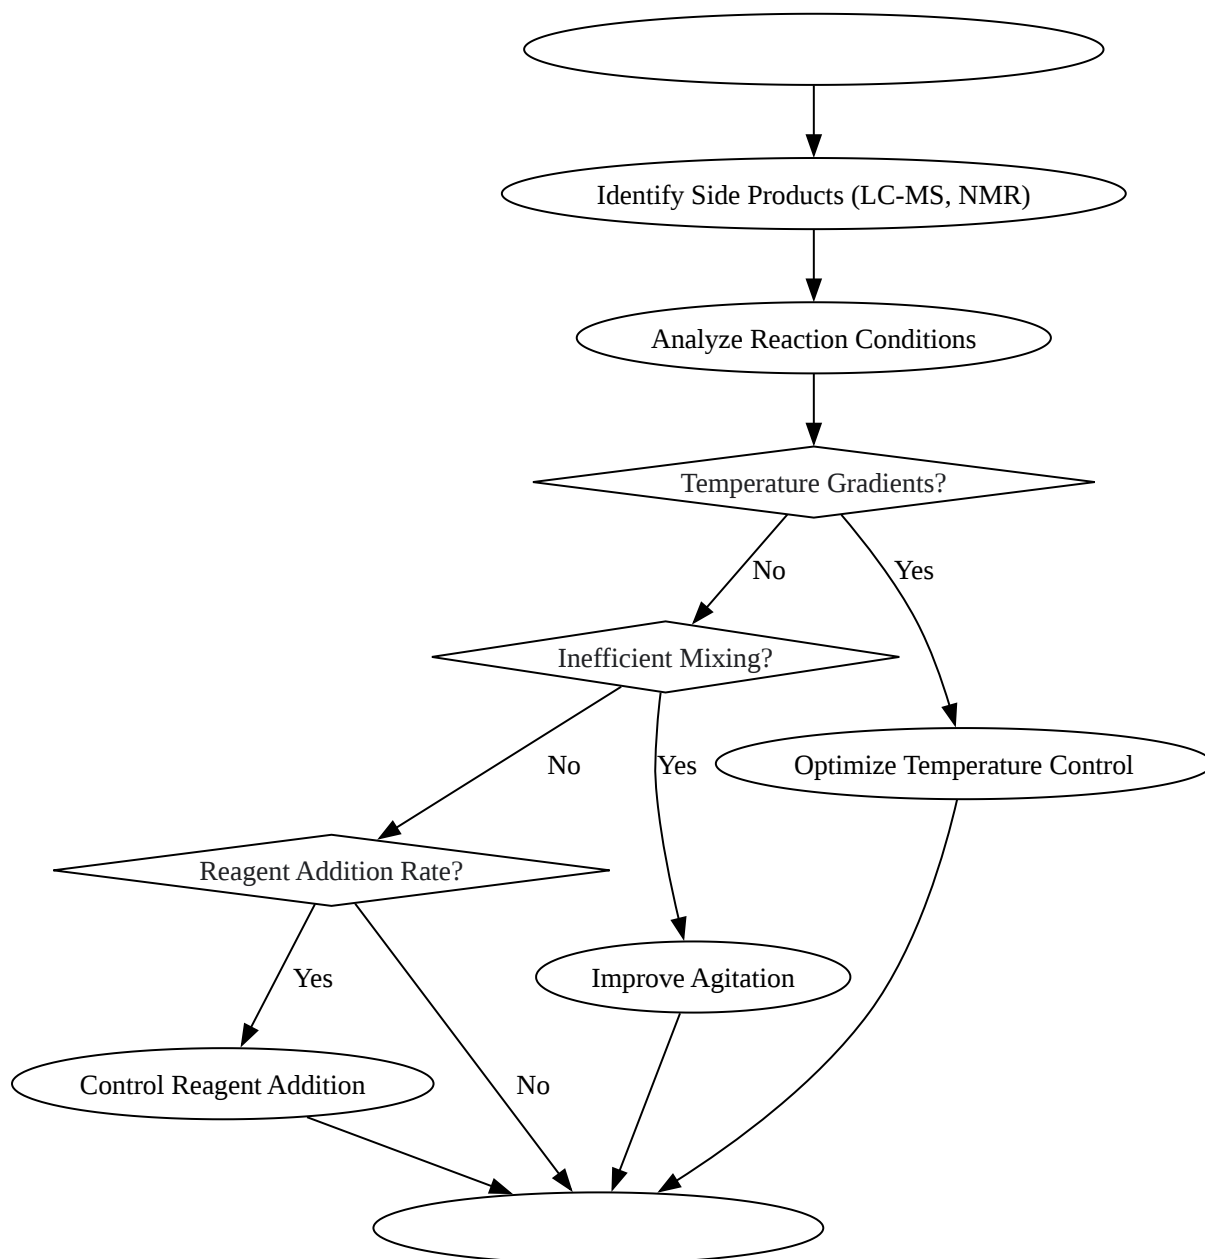 Identify Side Products (LC-MS, NMR)
Analyze Reaction Conditions
Temperature Gradients?
No
Yes
Inefficient Mixing?
No
Yes
Optimize Temperature Control
Reagent Addition Rate?
Yes
Improve Agitation
Control Reagent Addition
No